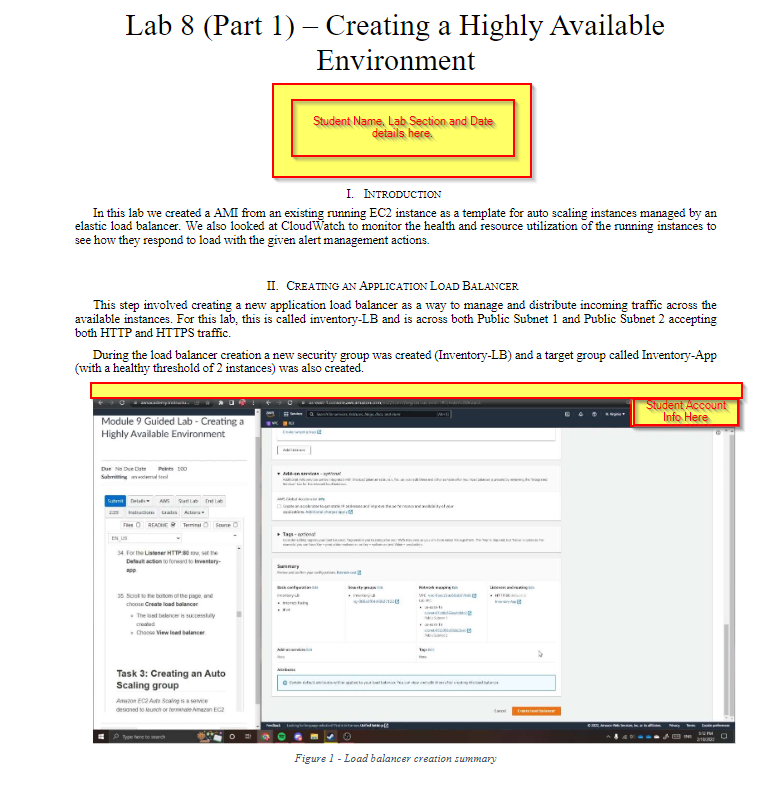 Lab 8 (Part 1) – Creating a Highly Available
Environment
Student Name, Lab Section and Date
details here.
I. INTRODUCTION
In this lab we created a AMI from an existing running EC2 instance as a template for auto scaling instances managed by an
elastic load balancer. We also looked at CloudWatch to monitor the health and resource utilization of the running instances to
see how they respond to load with the given alert management actions.
II. CREATING AN APPLICATION LOAD BALANCER
This step involved creating a new application load balancer as a way to manage and distribute incoming traffic across the
available instances. For this lab, this is called inventory-LB and is across both Public Subnet 1 and Public Subnet 2 accepting
both HTTP and HTTPS traffic.
During the load balancer creation a new security group was created (Inventory-LB) and a target group called Inventory-App
(with a healthy threshold of 2 instances) was also created.
Student Account
Info Here
Module 9 Guided Lab - Creating a
Highly Available Environment
Due No Due Date Points 100
Submitting an external tool
Submit Details AWS Start Lab End Lab
Instructions Grades Actions
Files README Terminal Source
EN_US
34. For the Listener HTTP:80 row, set the
Default action to forward to Inventory-
app
35. Scroll to the bottom of the page, and
choose Create load balancer.
The load balancer is successfully
created
Choose View load balancer.
Task 3: Creating an Auto
Scaling group
Amazon EC2 Auto Scaling is a service
designed to launch or terminate Amazon EC2
Add-on services - optional
Tags - optional
Summary
Basic configuration
Security groups
Network mapping
Listeners and routing
Add-on services
Tags
Attributes
Cancel
Create load balancer
Feedback
Privacy Terms Cookie preferences
Type here to search
Figure 1 - Load balancer creation summary